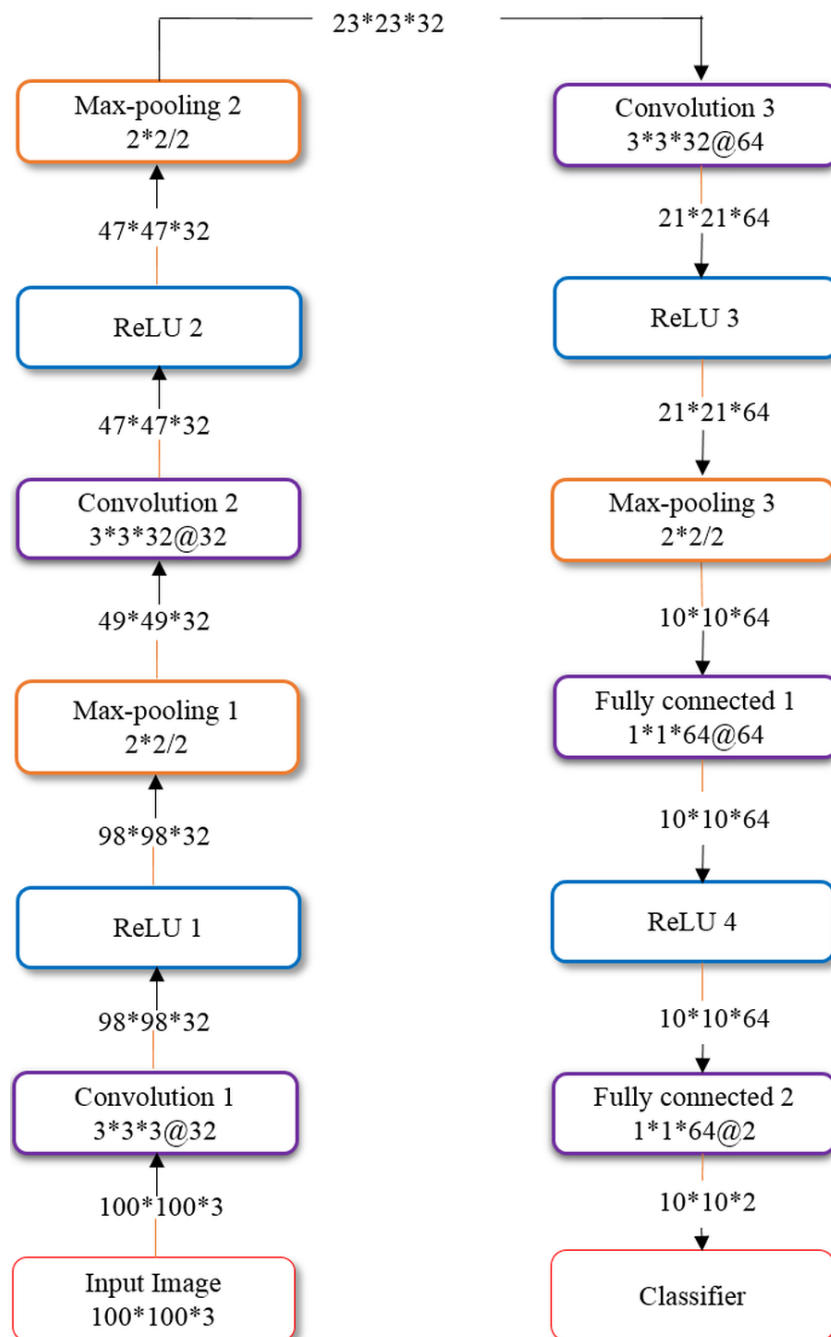 Input Image
100*100*3
100*100*3
Convolution 1
3*3*3@32
98*98*32
ReLU 1
98*98*32
Max-pooling 1
2*2/2
49*49*32
Convolution 2
3*3*32@32
47*47*32
ReLU 2
47*47*32
Max-pooling 2
2*2/2
23*23*32
Convolution 3
3*3*32@64
21*21*64
ReLU 3
21*21*64
Max-pooling 3
2*2/2
10*10*64
Fully connected 1
1*1*64@64
10*10*64
ReLU 4
10*10*64
Fully connected 2
1*1*64@2
10*10*2
Classifier